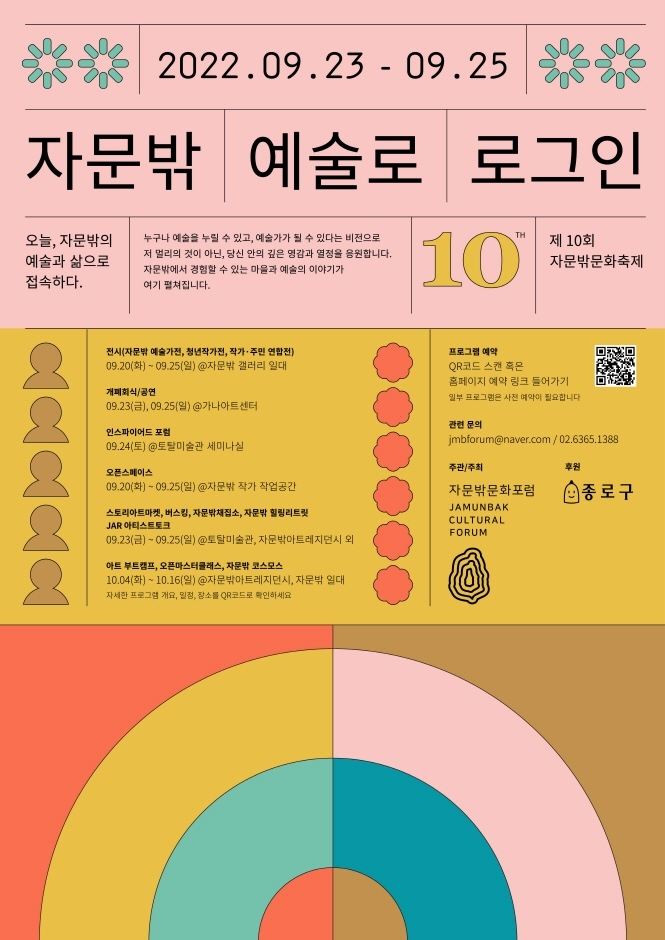 2022.09.23 - 09.25
자문밖 예술로 로그인
오늘, 자문밖의
예술과 삶으로
접속하다.
누구나 예술을 누릴 수 있고, 예술가가 될 수 있다는 비전으로
저 멀리의 것이 아닌, 당신 안의 깊은 영감과 열정을 응원합니다.
자문밖에서 경험할 수 있는 마을과 예술의 이야기가
여기 펼쳐집니다.
10TH
제 10회
자문밖문화축제
전시(자문밖 예술가전, 청년작가전, 작가·주민 연합전)
09.20(화) ~ 09.25(일) @자문밖 갤러리 일대
개폐회식/공연
09.23(금), 09.25(일) @가나아트센터
인스파이어드 포럼
09.24(토) @토탈미술관 세미나실
오픈스페이스
09.20(화) ~ 09.25(일) @자문밖 작가 작업공간
스토리아트마켓, 버스킹, 자문밖채집소, 자문밖 힐링리트릿
JAR 아티스트토크
09.23(금) ~ 09.25(일) @토탈미술관, 자문밖아트레지던시 외
아트 부트캠프, 오픈마스터클래스, 자문밖 코스모스
10.04(화) ~ 10.16(일) @자문밖아트레지던시, 자문밖 일대
자세한 프로그램 개요, 일정, 장소를 QR코드로 확인하세요
프로그램 예약
QR코드 스캔 혹은
홈페이지 예약 링크 들어가기
일부 프로그램은 사전 예약이 필요합니다
관련 문의
jmbforum@naver.com / 02.6365.1388
주관/주최
자문밖문화포럼
JAMUNBAK
CULTURAL
FORUM
후원
종로구